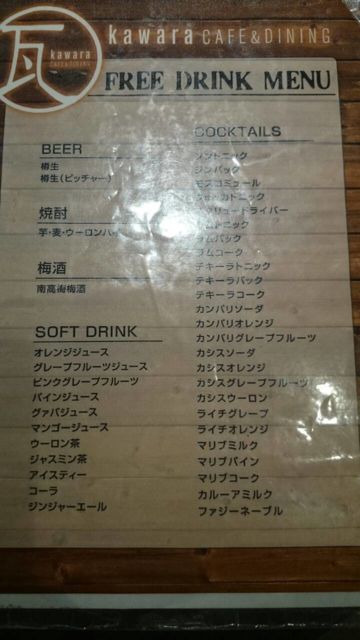 瓦
kawara
CAFE&DINING
kawara CAFE&DINING
FREE DRINK MENU
BEER
樽生
樽生(ピッチャー)
焼酎
芋・麦・ウーロンハイ
梅酒
南高梅梅酒
SOFT DRINK
オレンジジュース
グレープフルーツジュース
ピンクグレープフルーツ
パインジュース
グァバジュース
マンゴージュース
ウーロン茶
ジャスミン茶
アイスティー
コーラ
ジンジャーエール
COCKTAILS
ジントニック
ジンバック
モスコミュール
ウォッカトニック
スクリュードライバー
ラムトニック
ラムバック
ラムコーク
テキーラトニック
テキーラバック
テキーラコーク
カンパリソーダ
カンパリオレンジ
カンパリグレープフルーツ
カシスソーダ
カシスオレンジ
カシスグレープフルーツ
カシスウーロン
ライチグレープ
ライチオレンジ
マリブミルク
マリブパイン
マリブコーク
カルーアミルク
ファジーネーブル